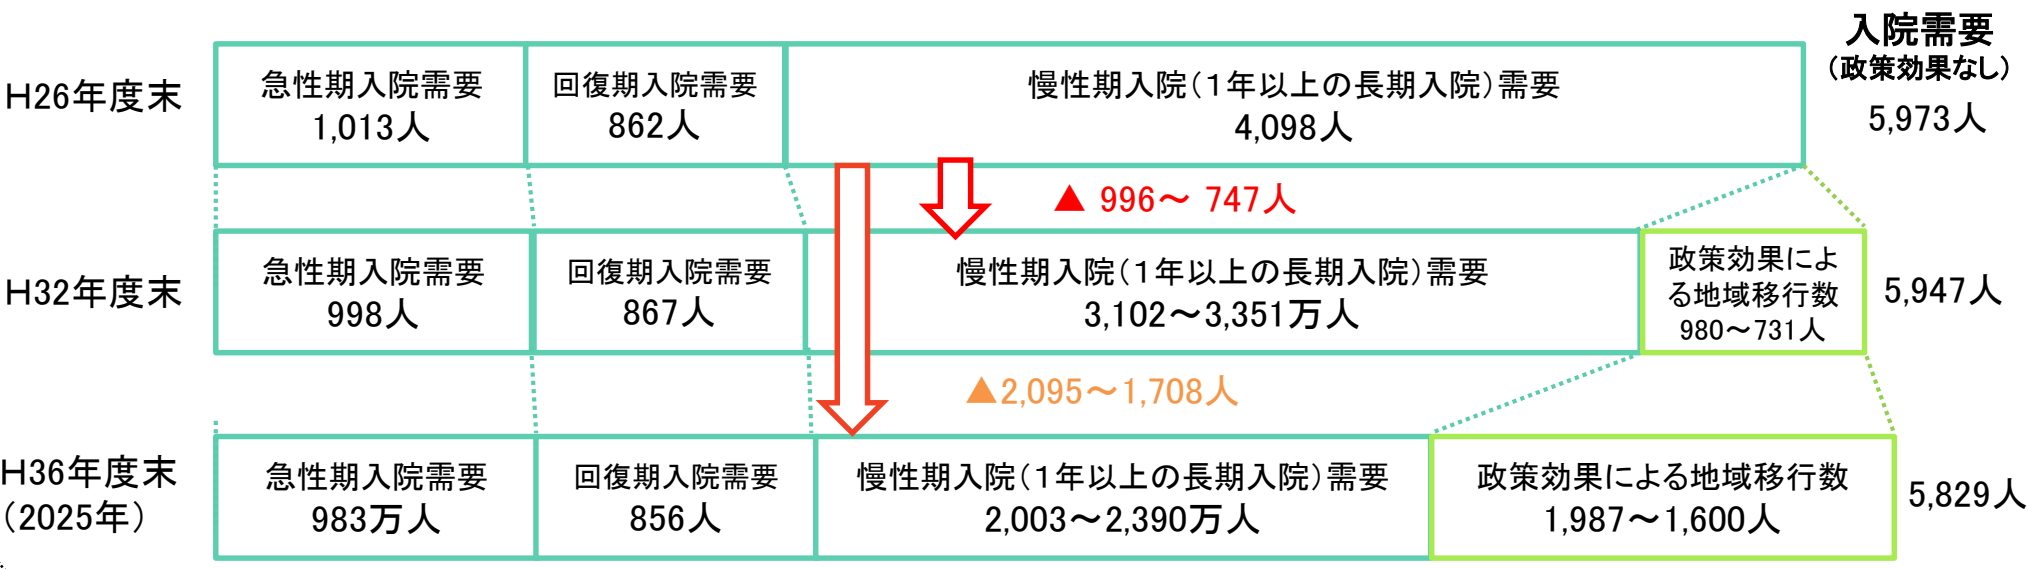 入院需要
(政策効果なし)
H26年度末
急性期入院需要
1,013人
回復期入院需要
862人
慢性期入院(1年以上の長期入院)需要
4,098人
5,973人
▲ 996～ 747人
H32年度末
急性期入院需要
998人
回復期入院需要
867人
慢性期入院(1年以上の長期入院)需要
3,102～3,351万人
政策効果によ
る地域移行数
980～731人
5,947人
▲2,095～1,708人
H36年度末
(2025年)
急性期入院需要
983万人
回復期入院需要
856人
慢性期入院(1年以上の長期入院)需要
2,003～2,390万人
政策効果による地域移行数
1,987～1,600人
5,829人